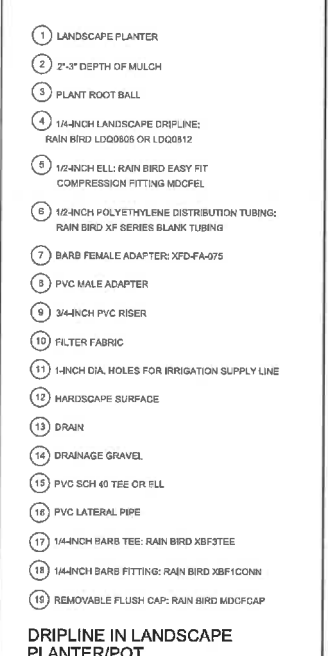 1 LANDSCAPE PLANTER
2 2"-3" DEPTH OF MULCH
3 PLANT ROOT BALL
4 1/4-INCH LANDSCAPE DRIPLINE:
RAIN BIRD LDQ0806 OR LDQ0812
5 1/2-INCH ELL: RAIN BIRD EASY FIT
COMPRESSION FITTING MDCFEL
6 1/2-INCH POLYETHYLENE DISTRIBUTION TUBING:
RAIN BIRD XF SERIES BLANK TUBING
7 BARB FEMALE ADAPTER: XFD-FA-075
8 PVC MALE ADAPTER
9 3/4-INCH PVC RISER
10 FILTER FABRIC
11 1-INCH DIA. HOLES FOR IRRIGATION SUPPLY LINE
12 HARDSCAPE SURFACE
13 DRAIN
14 DRAINAGE GRAVEL
15 PVC SCH 40 TEE OR ELL
16 PVC LATERAL PIPE
17 1/4-INCH BARB TEE: RAIN BIRD XBF3TEE
18 1/4-INCH BARB FITTING: RAIN BIRD XBF1CONN
19 REMOVABLE FLUSH CAP: RAIN BIRD MDCFCAP
DRIPLINE IN LANDSCAPE
PLANTER/POT